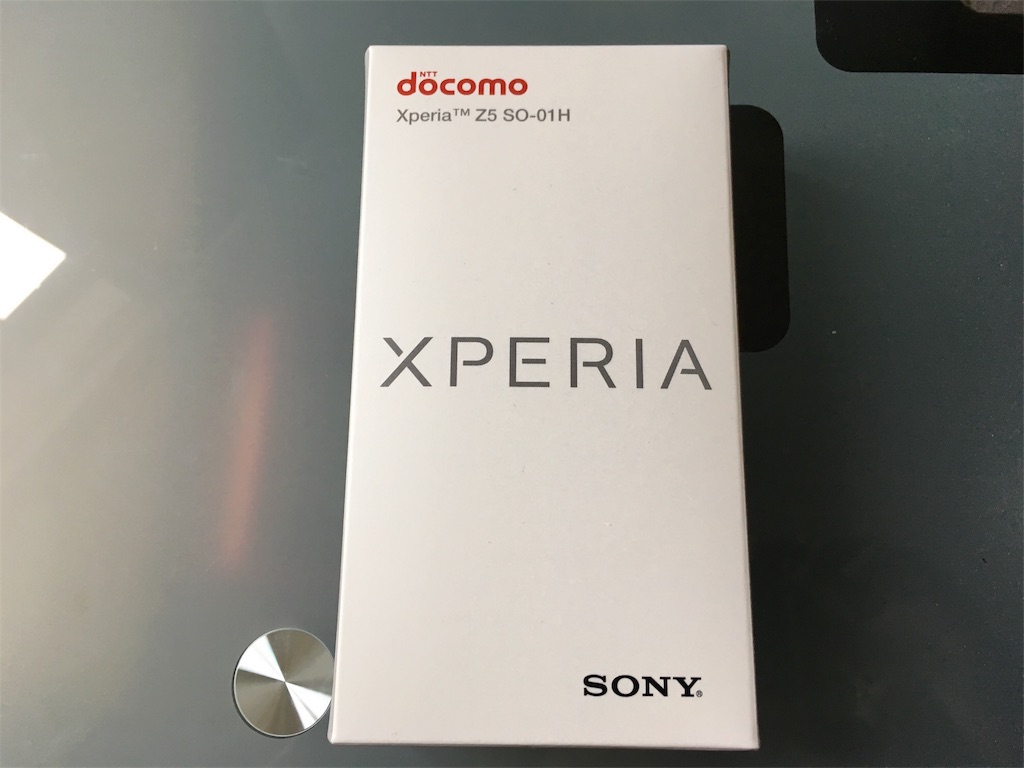 NTT
docomo
Xperia™ Z5 SO-01H
XPERIA
SONY®